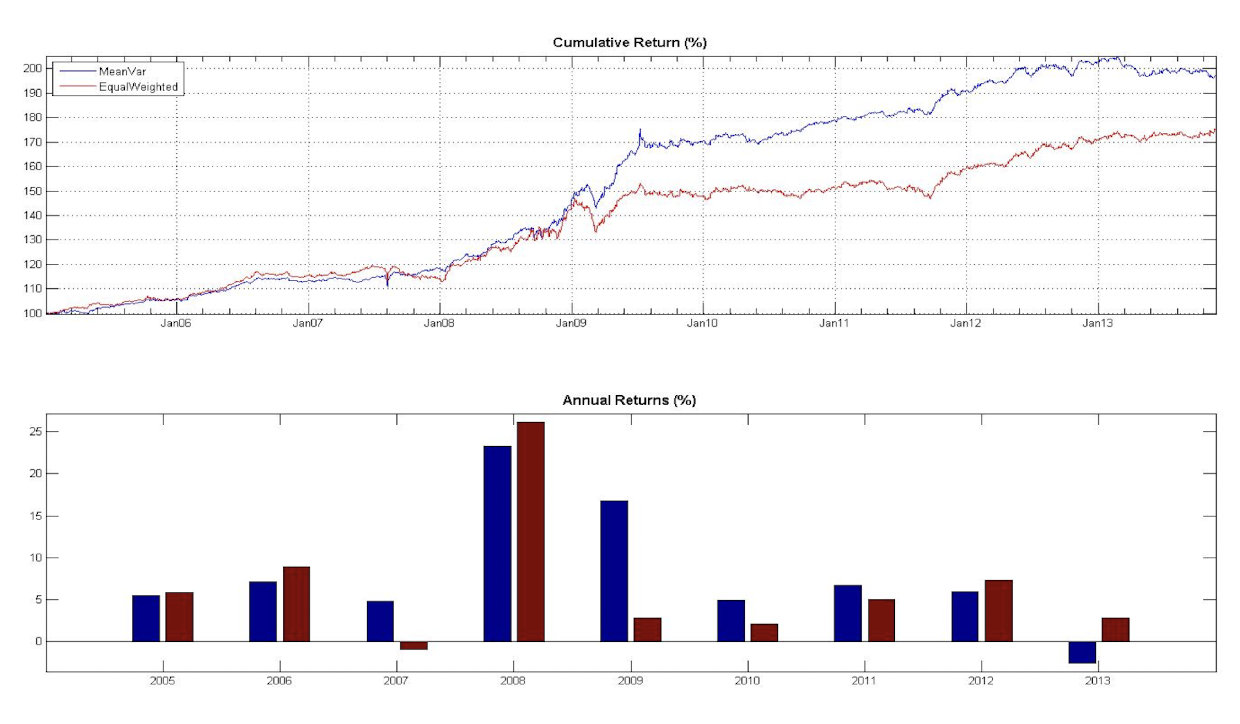 Cumulative Return (%)
MeanVar
EqualWeighted
200
190
180
170
160
150
140
130
120
110
100
Jan06 Jan07 Jan08 Jan09 Jan10 Jan11 Jan12 Jan13
Annual Returns (%)
25
20
15
10
5
0
2005 2006 2007 2008 2009 2010 2011 2012 2013